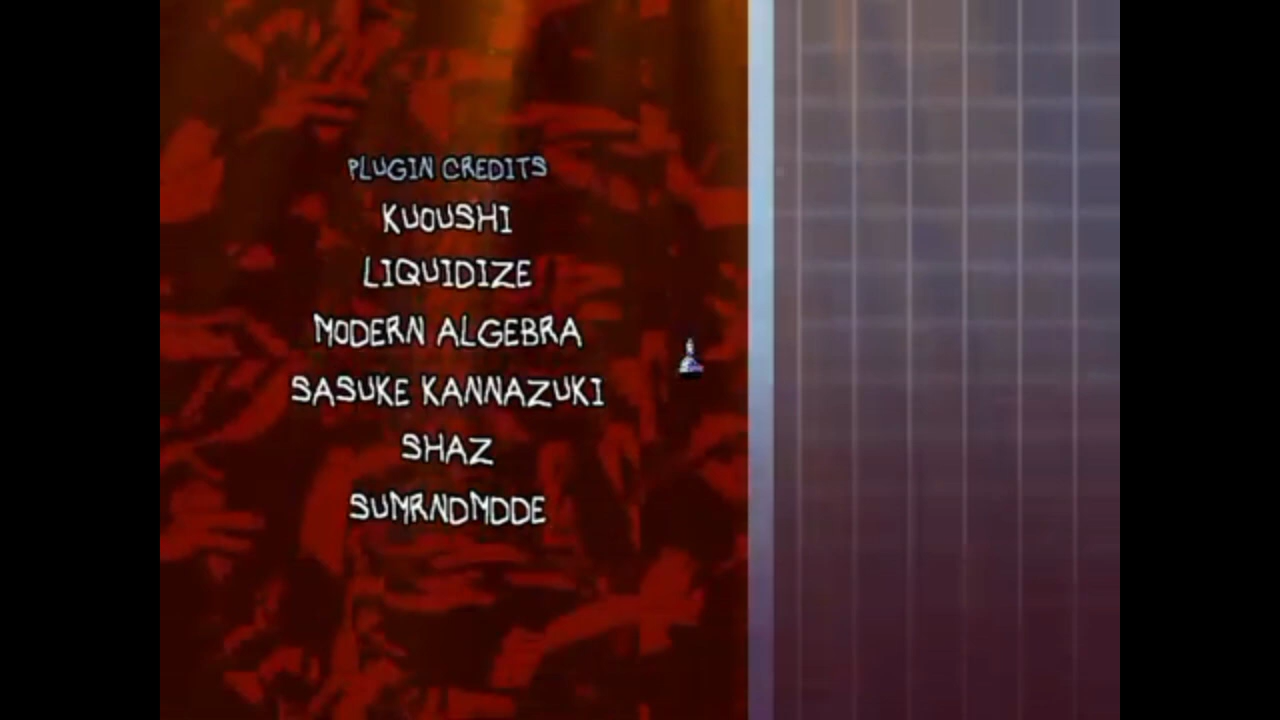 PLUGIN CREDITS
KUOUSHI
LIQUIDIZE
MODERN ALGEBRA
SASUKE KANNAZUKI
SHAZ
SUMRNDMDDE